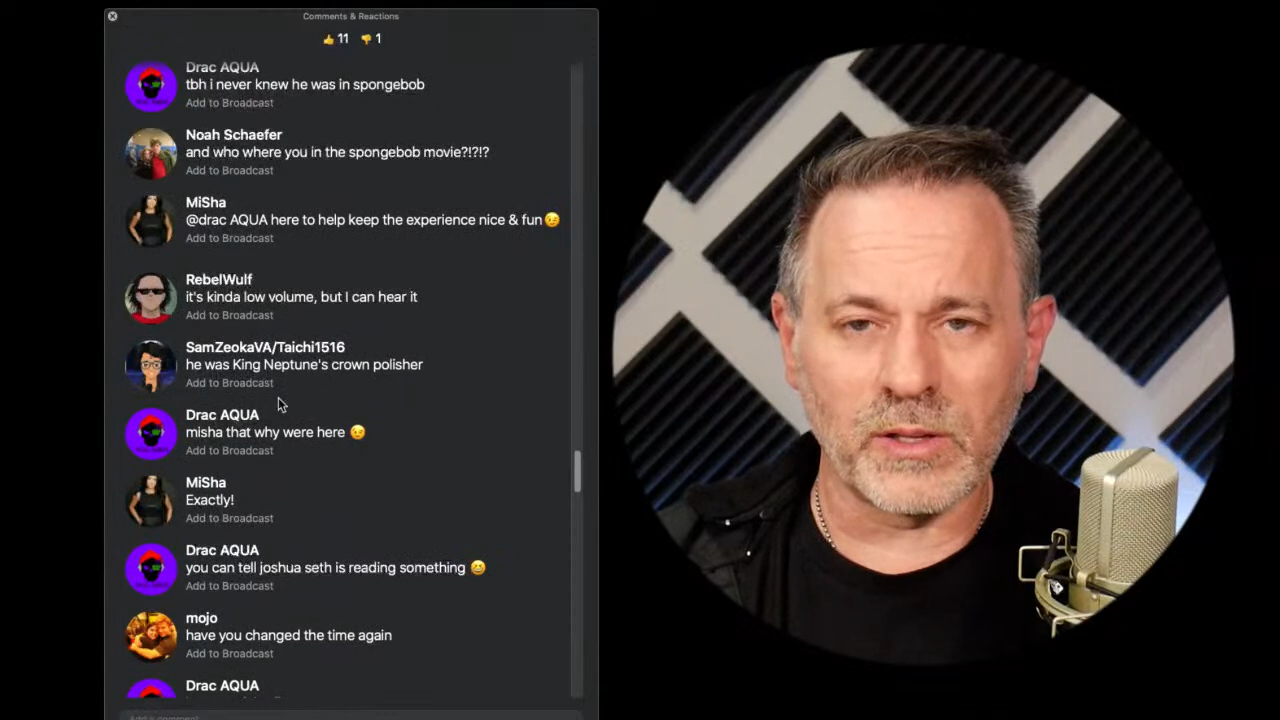 Comments & Reactions
👍 11 👎 1
Drac AQUA
tbh i never knew he was in spongebob
Add to Broadcast
Noah Schaefer
and who where you in the spongebob movie?!?!?
Add to Broadcast
MiSha
@drac AQUA here to help keep the experience nice & fun😉
Add to Broadcast
RebelWulf
it's kinda low volume, but I can hear it
Add to Broadcast
SamZeokaVA/Taichi1516
he was King Neptune's crown polisher
Add to Broadcast
Drac AQUA
misha that why were here 😉
Add to Broadcast
MiSha
Exactly!
Add to Broadcast
Drac AQUA
you can tell joshua seth is reading something 😆
Add to Broadcast
mojo
have you changed the time again
Add to Broadcast
Drac AQUA
Add a comment